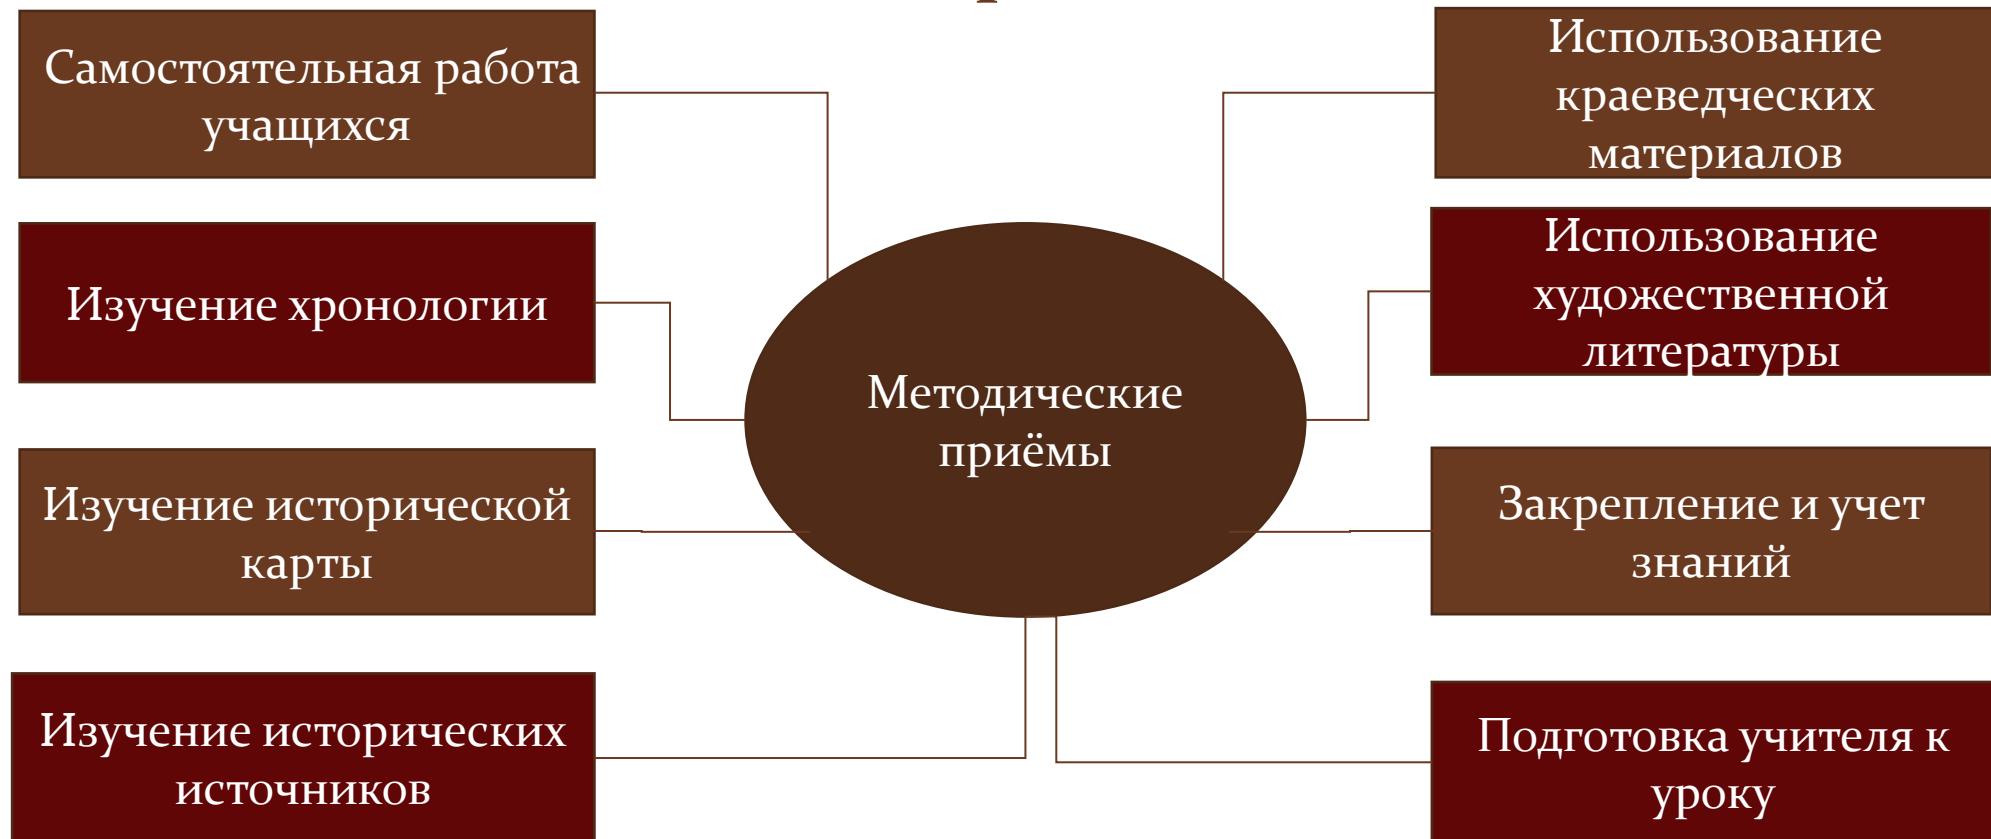 Самостоятельная работа
учащихся
Изучение хронологии
Изучение исторической
карты
Изучение исторических
источников
Методические
приёмы
Использование
краеведческих
материалов
Использование
художественной
литературы
Закрепление и учет
знаний
Подготовка учителя к
уроку